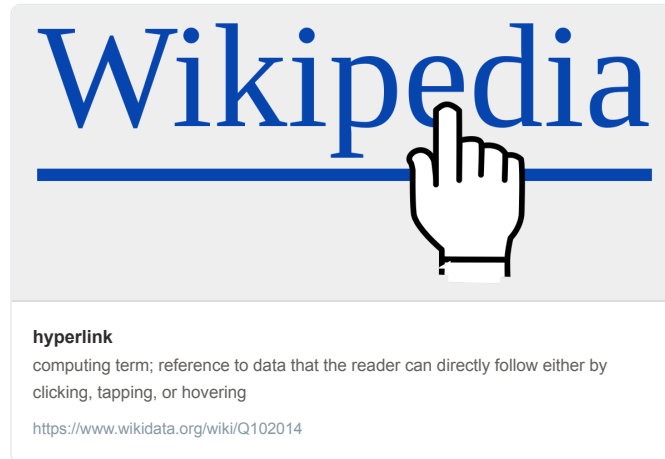 Wikipedia
hyperlink
computing term; reference to data that the reader can directly follow either by
clicking, tapping, or hovering
https://www.wikidata.org/wiki/Q102014